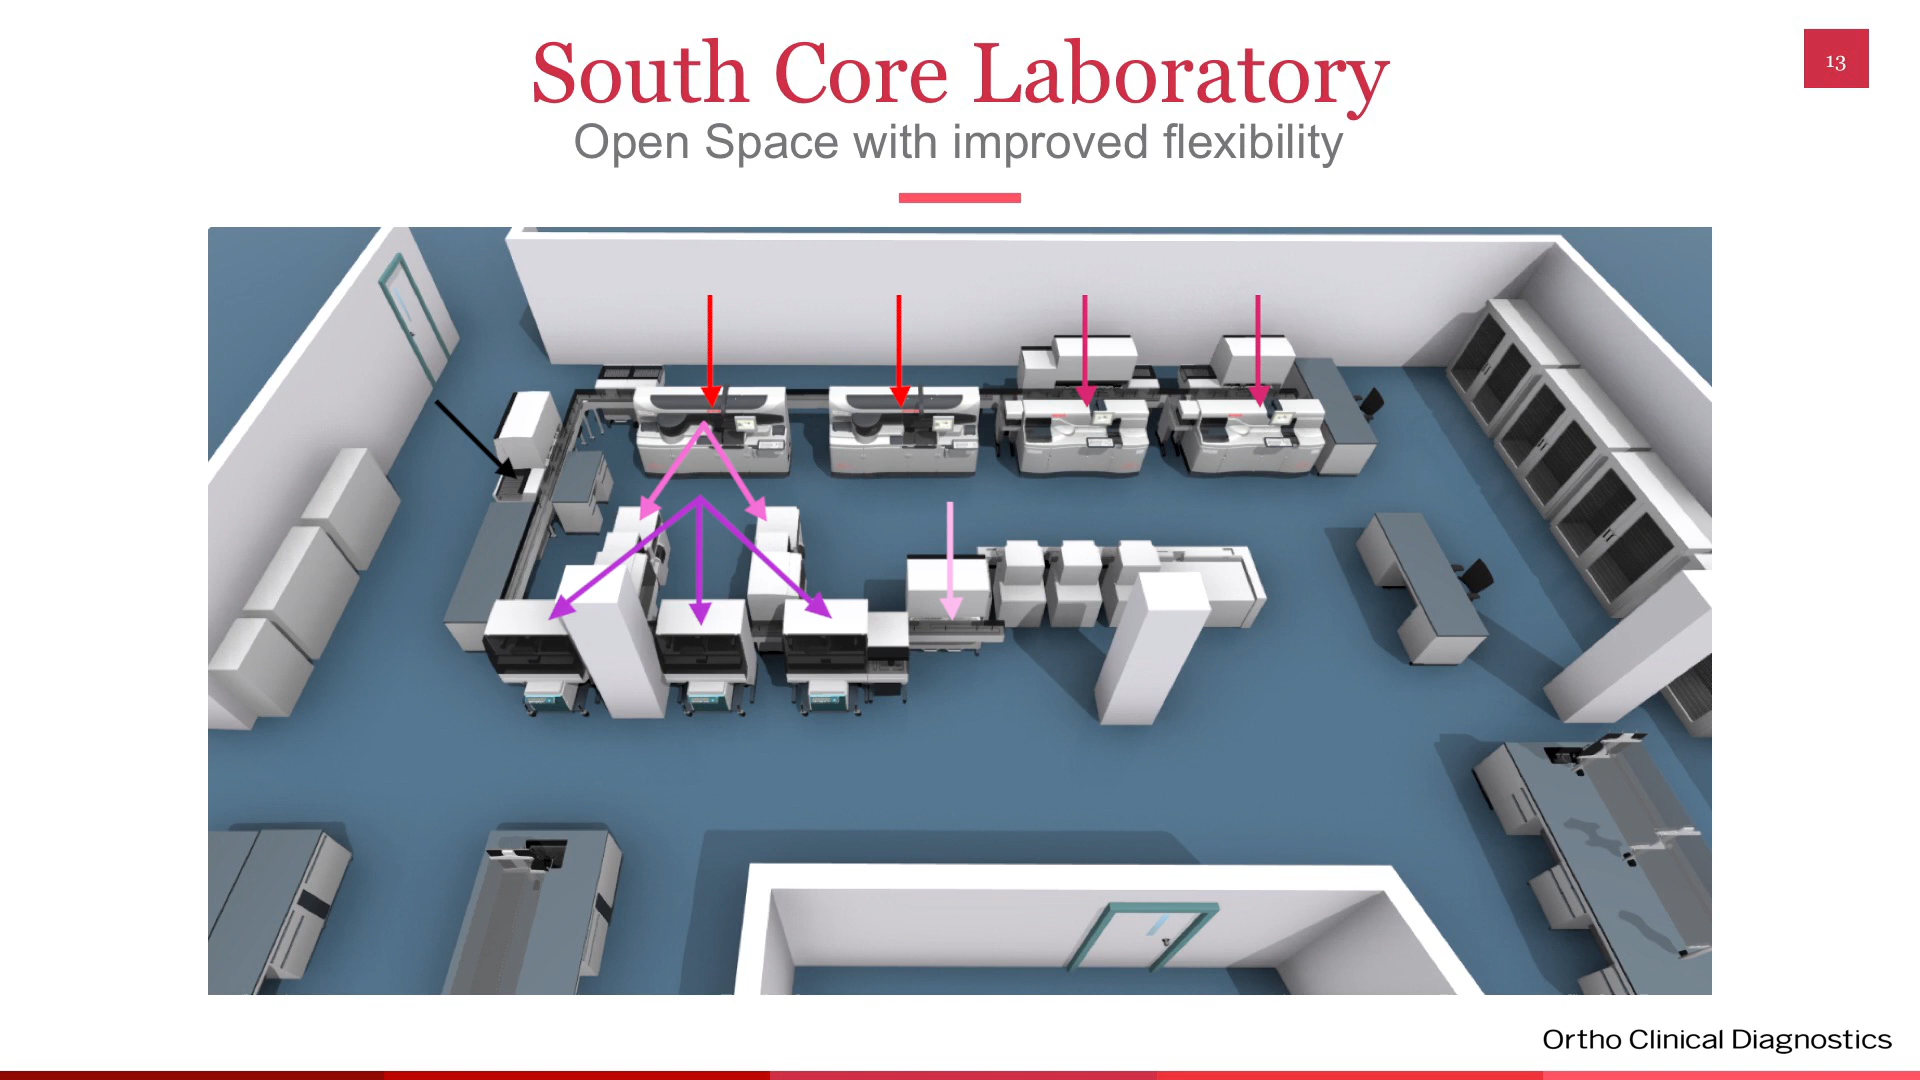 South Core Laboratory
13
Open Space with improved flexibility
Ortho Clinical Diagnostics